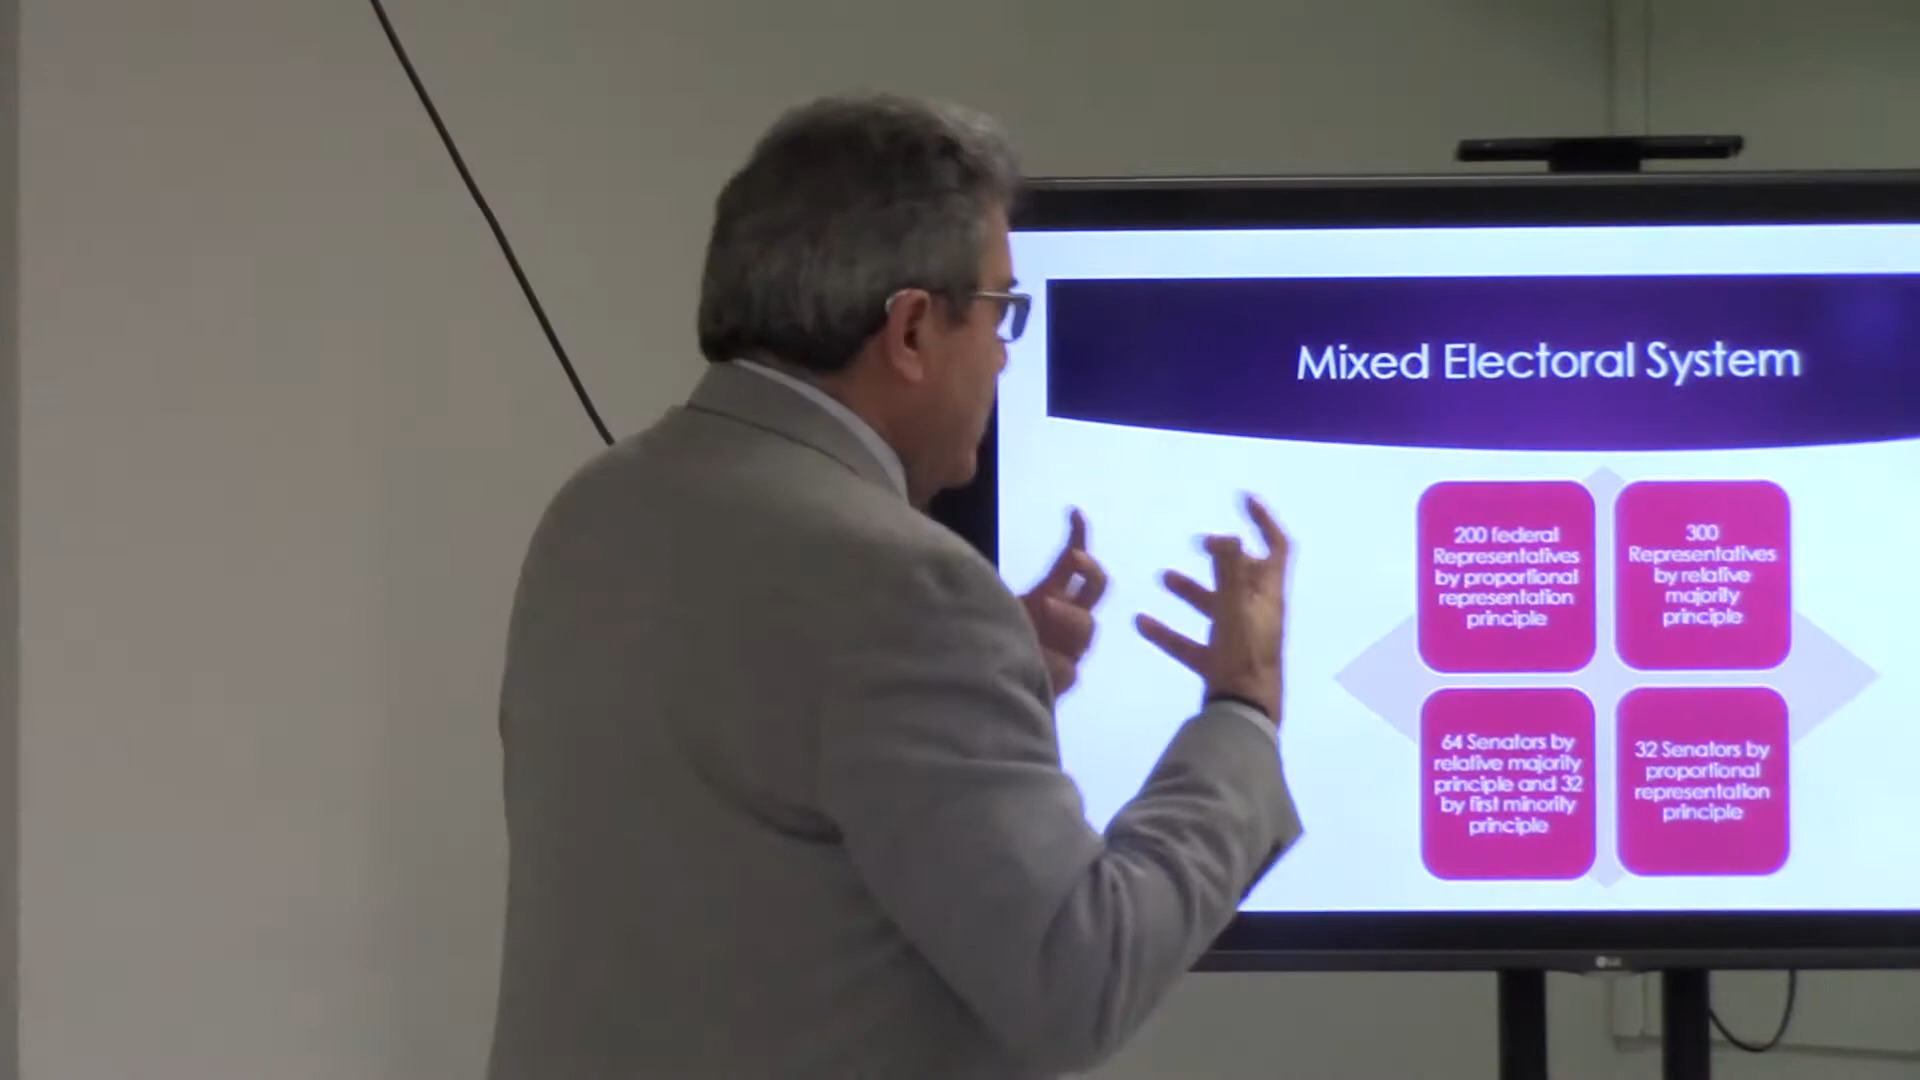 Mixed Electoral System
200 federal
Representatives
by proportional
representation
principle
300
Representatives
by relative
majority
principle
64 Senators by
relative majority
principle and 32
by first minority
principle
32 Senators by
proportional
representation
principle
LG